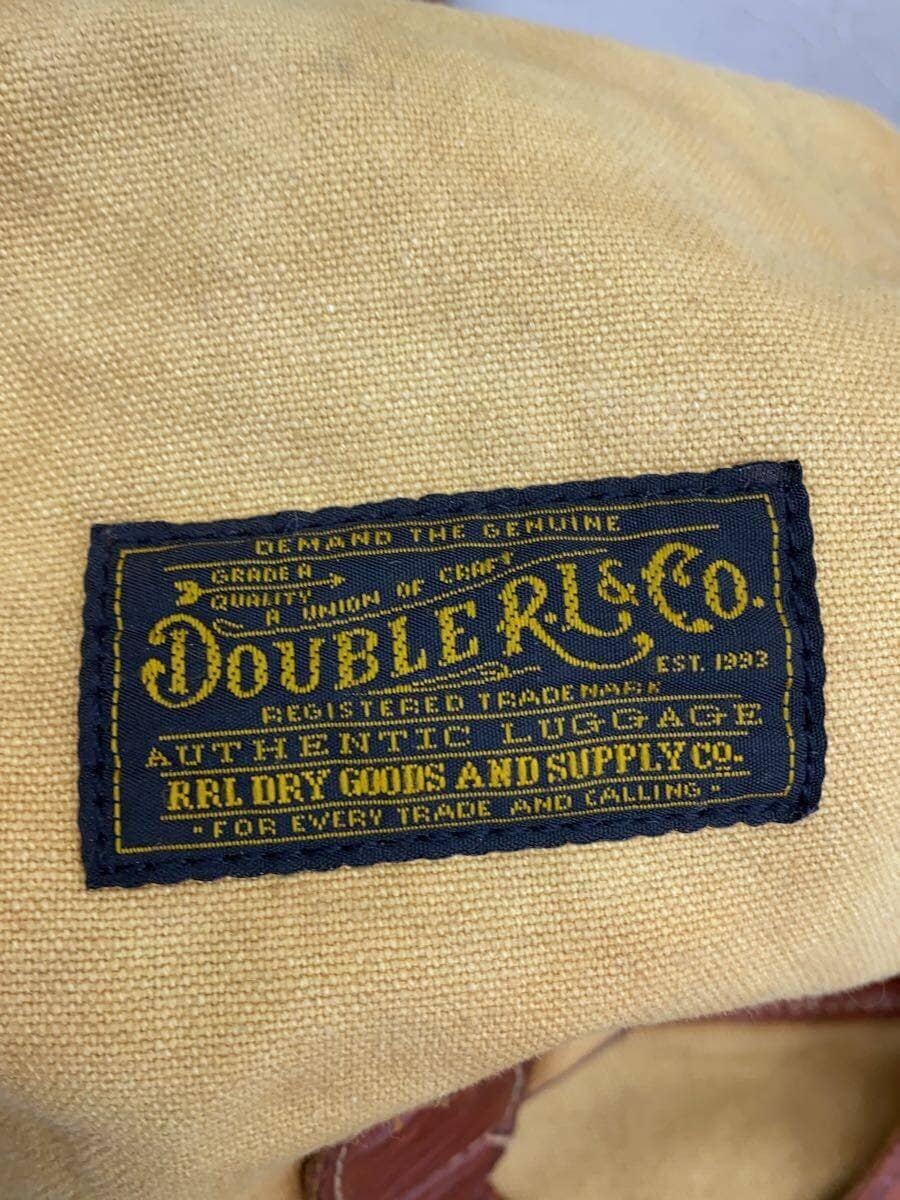 DEMAND THE GENUINE
GRADE A
QUALITY
A UNION OF CRAFT
DOUBLE R.L & CO.
EST. 1993
REGISTERED TRADEMARK
AUTHENTIC LUGGAGE
RRL DRY GOODS AND SUPPLY CO.
- FOR EVERY TRADE AND CALLING -